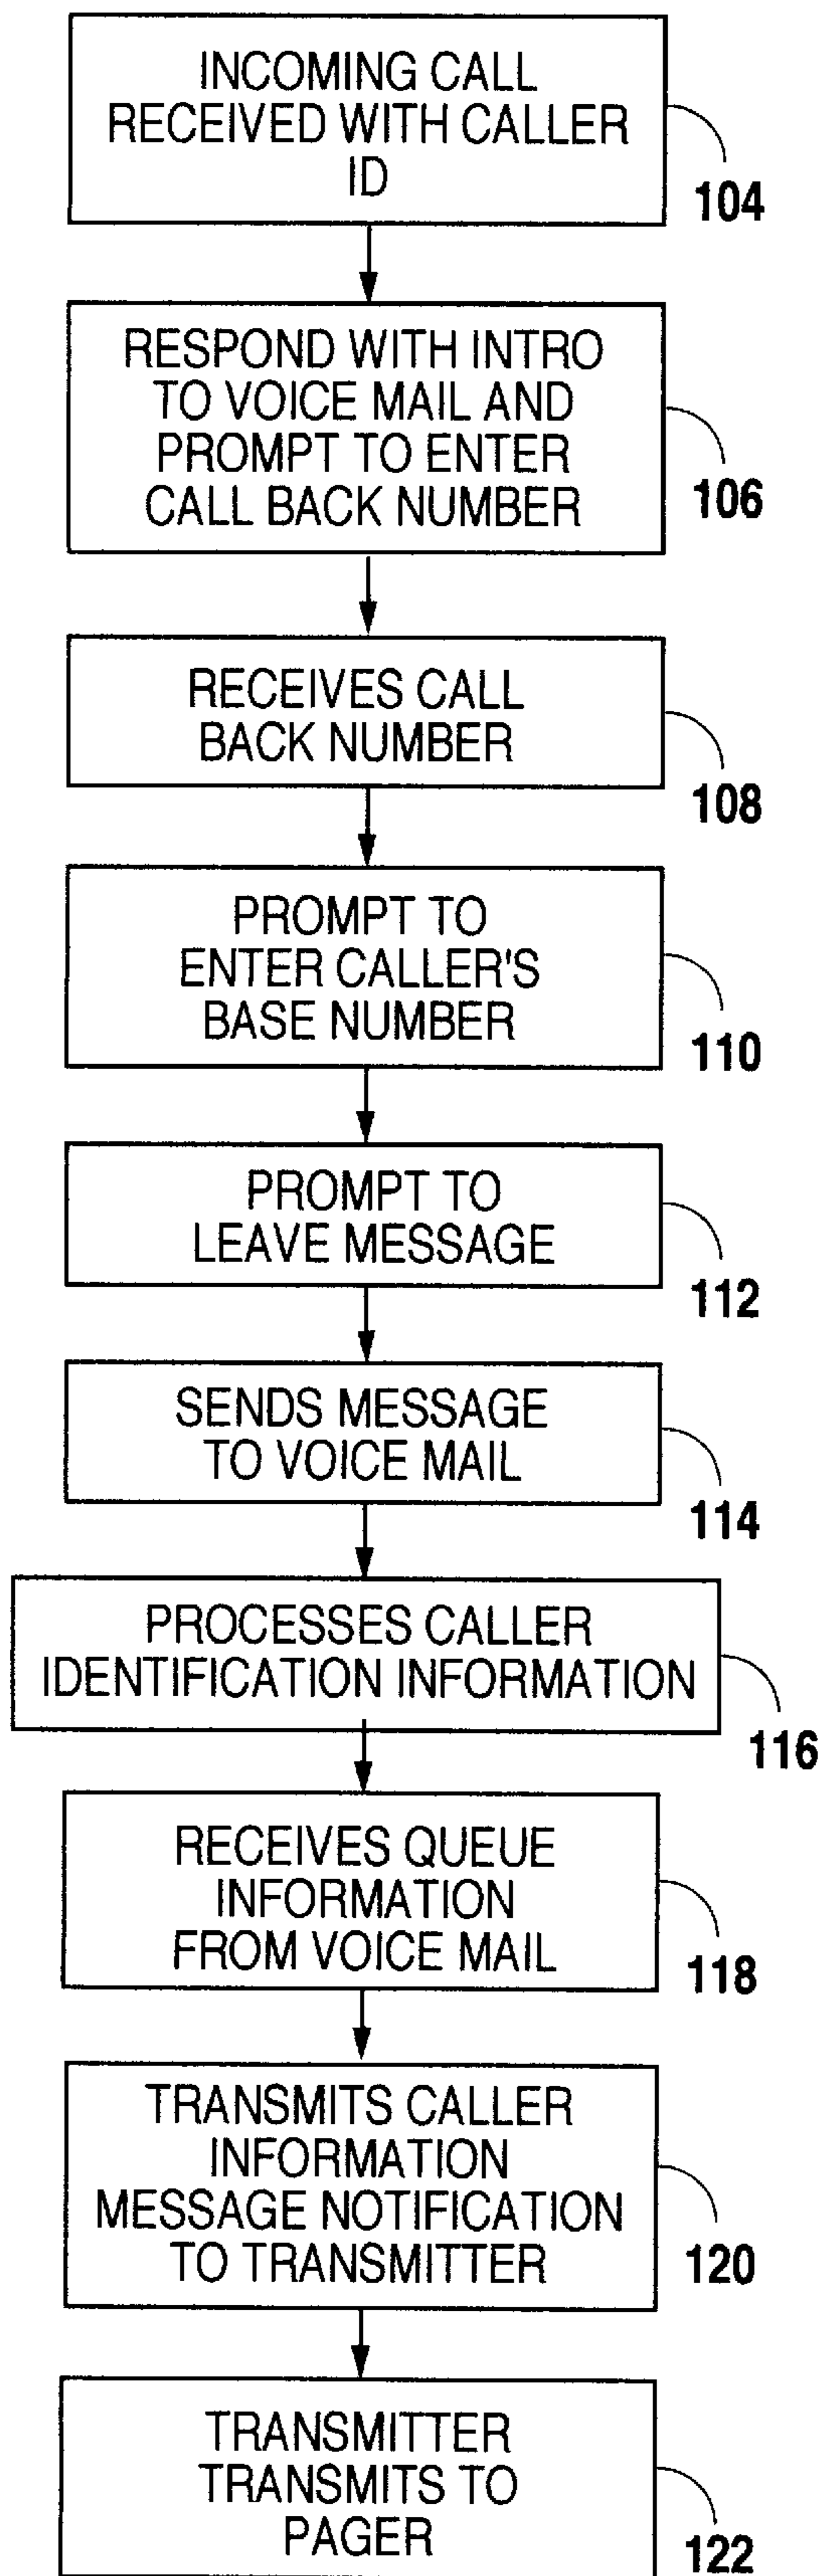 INCOMING CALL
RECEIVED WITH CALLER
ID
104
RESPOND WITH INTRO
TO VOICE MAIL AND
PROMPT TO ENTER
CALL BACK NUMBER
106
RECEIVES CALL
BACK NUMBER
108
PROMPT TO
ENTER CALLER'S
BASE NUMBER
110
PROMPT TO
LEAVE MESSAGE
112
SENDS MESSAGE
TO VOICE MAIL
114
PROCESSES CALLER
IDENTIFICATION INFORMATION
116
RECEIVES QUEUE
INFORMATION
FROM VOICE MAIL
118
TRANSMITS CALLER
INFORMATION
MESSAGE NOTIFICATION
TO TRANSMITTER
120
TRANSMITTER
TRANSMITS TO
PAGER
122